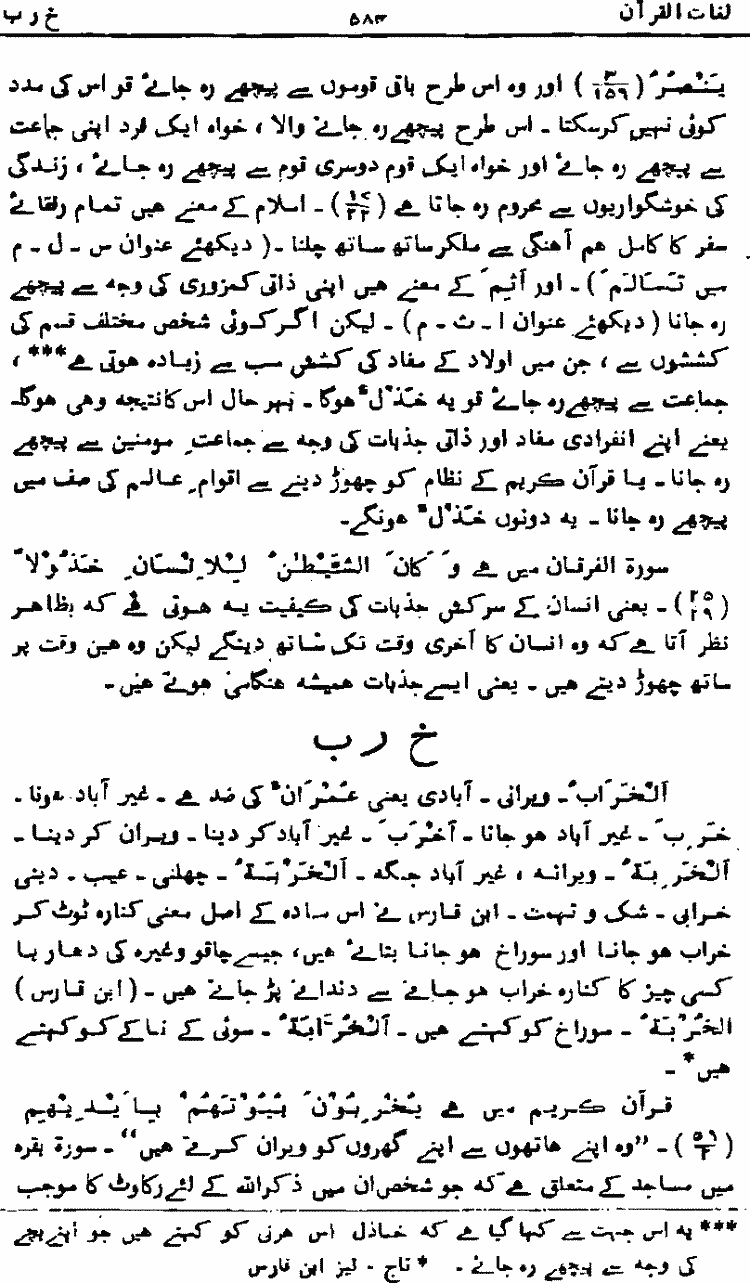 لغات القرآن ۵۸۳ خ ر ب
يَنْصُرُ (۳/۱۵۹) اور وہ اس طرح باقی قوموں سے پیچھے رہ جائے تو اس کی مدد
کوئی نہیں کرسکتا ۔ اس طرح پیچھے رہ جانے والا ، خواہ ایک فرد اپنی جماعت
سے پیچھے رہ جائے اور خواہ ایک قوم دوسری قوم سے پیچھے رہ جائے ، زندگی
کی خوشگواریوں سے محروم رہ جاتا ہے (۱۷/۲۲) ۔ اسلام کے معنے ہیں تمام رفقائے
سفر کا کامل ہم آہنگی سے ملکر ساتھ ساتھ چلنا ۔ ( دیکھئے عنوان س ۔ ل ۔ م
میں تَسَالَمَ ) ۔ اور اَثِیمَ کے معنے ہیں اپنی ذاتی کمزوری کی وجہ سے پیچھے
رہ جانا ( دیکھئے عنوان ا ۔ ث ۔ م ) ۔ لیکن اگر کوئی شخص مختلف قسم کی
کششوں سے ، جن میں اولاد کے مفاد کی کشش سب سے زیادہ ہوتی ہے*** ،
جماعت سے پیچھے رہ جائے تو یہ خَذْلٌ ہوگا ۔ بہر حال اس کا نتیجہ وہی ہوگا۔
یعنے اپنے انفرادی مفاد اور ذاتی جذبات کی وجہ سے جماعتِ مومنین سے پیچھے
رہ جانا ۔ یا قرآن کریم کے نظام کو چھوڑ دینے سے اقوامِ عالم کی صف میں
پیچھے رہ جانا ۔ یہ دونوں خَذْلٌ ہونگے۔
سورۃ الفرقان میں ہے وَ كَانَ الشَّيْطٰنُ لِلْاِنْسَانِ خَذُوْلًا
(۲۵/۲۹) ۔ یعنی انسان کے سرکش جذبات کی کیفیت یہ ہوتی ہے کہ بظاہر
نظر آتا ہے کہ وہ انسان کا آخری وقت تک ساتھ دینگے لیکن وہ عین وقت پر
ساتھ چھوڑ دیتے ہیں ۔ یعنی ایسے جذبات ہمیشہ ہنگامی ہوتے ہیں ۔
خ ر ب
اَلْخَرَابُ ۔ ویرانی ۔ آبادی یعنی عُمْرَانٌ کی ضد ہے ۔ غیر آباد ہونا ۔
خَرِبَ ۔ غیر آباد ہو جانا ۔ اَخْرَبَ ۔ غیر آباد کر دینا ۔ ویران کر دینا ۔
اَلْخَرِبَةُ ۔ ویرانہ ، غیر آباد جگہ ۔ اَلْخَرْبَةُ ۔ چھلنی ۔ عیب ۔ دینی
خرابی ۔ شک و تہمت ۔ ابن فارس نے اس مادہ کے اصل معنی کنارہ ٹوٹ کر
خراب ہو جانا اور سوراخ ہو جانا بتائے ہیں، جیسے چاقو وغیرہ کی دھار یا
کسی چیز کا کنارہ خراب ہو جانے سے دندانے پڑ جاتے ہیں ۔ ( ابن فارس )
الخُرْبَةُ ۔ سوراخ کو کہتے ہیں ۔ اَلْخُرَّابَةُ ۔ سوئی کے ناکے کو کہتے
ہیں* ۔
قرآن کریم میں ہے يُخْرِبُوْنَ بُيُوْتَهُمْ بِاَيْدِيْهِمْ
(۵۹/۲) ۔ ”وہ اپنے ہاتھوں سے اپنے گھروں کو ویران کرتے ہیں“ ۔ سورۃ بقرہ
میں مساجد کے متعلق ہے کہ جو شخص ان میں ذکراللہ کے لئے رکاوٹ کا موجب
***یہ اس جہت سے کہا گیا ہے کہ خاذل اس ہرنی کو کہتے ہیں جو اپنے بچے
کی وجہ سے پیچھے رہ جائے ۔ *تاج ۔ نیز ابن فارس